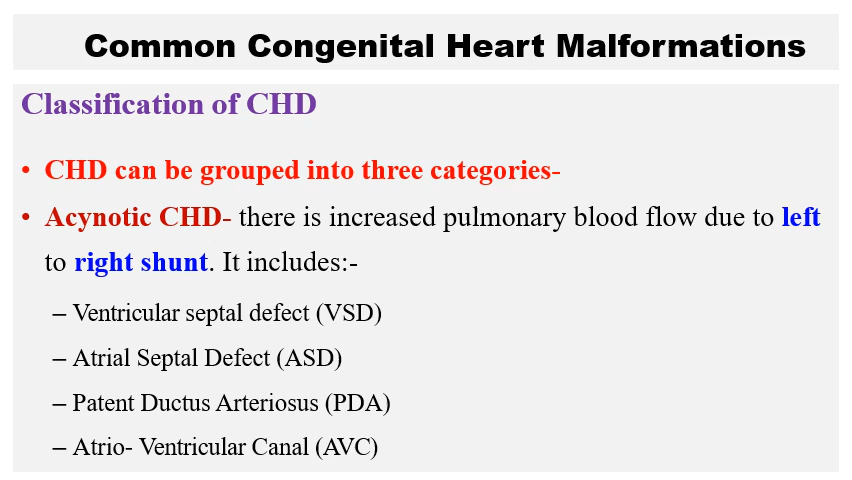 Common Congenital Heart Malformations
Classification of CHD
• CHD can be grouped into three categories-
• Acynotic CHD- there is increased pulmonary blood flow due to left
to right shunt. It includes:-
– Ventricular septal defect (VSD)
– Atrial Septal Defect (ASD)
– Patent Ductus Arteriosus (PDA)
– Atrio- Ventricular Canal (AVC)